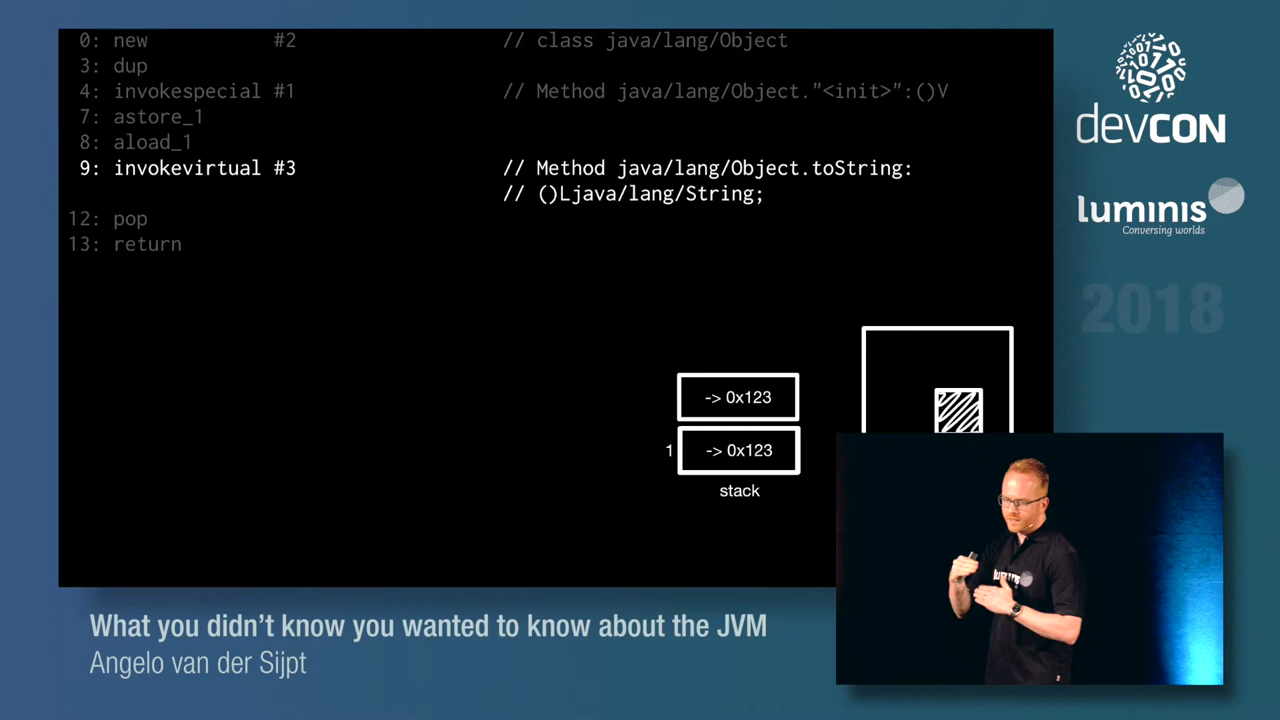 0: new #2 // class java/lang/Object
3: dup
4: invokespecial #1 // Method java/lang/Object."<init>":()V
7: astore_1
8: aload_1
9: invokevirtual #3 // Method java/lang/Object.toString:
// ()Ljava/lang/String;
12: pop
13: return
-> 0x123
1 -> 0x123
stack
devCON
luminis
Conversing worlds
2018
luminis
What you didn't know you wanted to know about the JVM
Angelo van der Sijpt